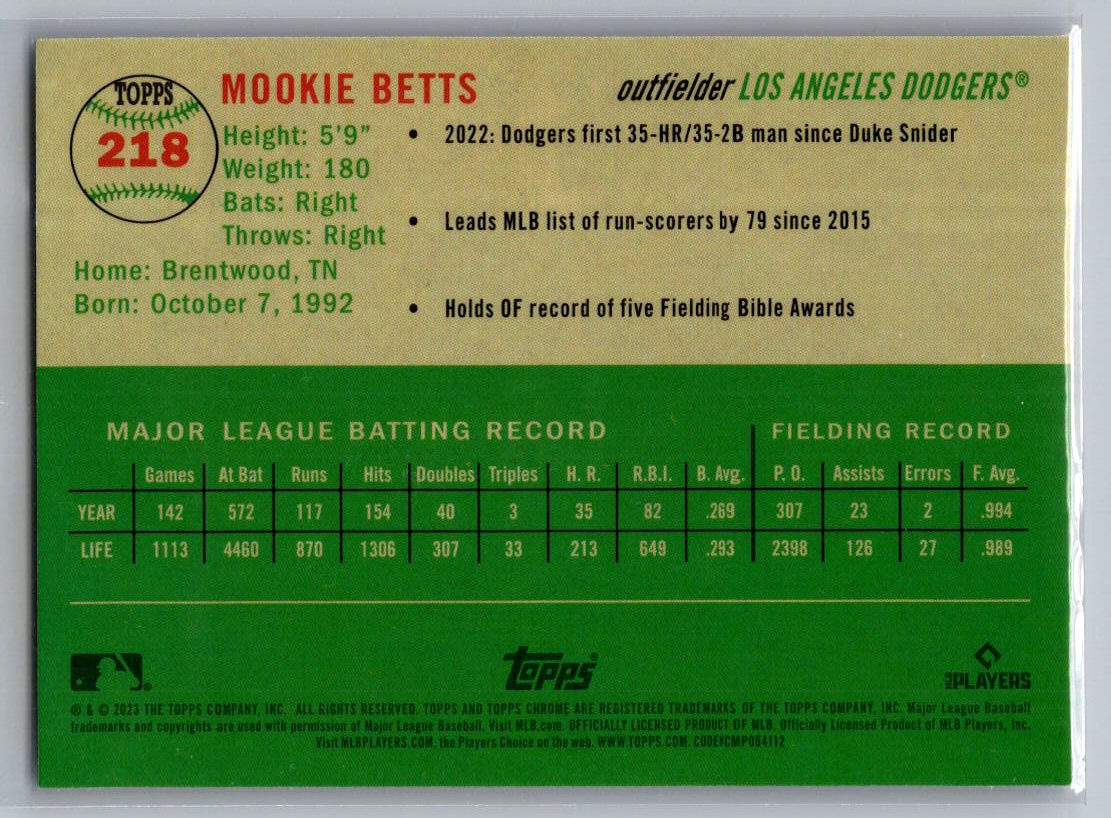 TOPPS
218
MOOKIE BETTS
outfielder LOS ANGELES DODGERS®
Height: 5'9"
Weight: 180
Bats: Right
Throws: Right
Home: Brentwood, TN
Born: October 7, 1992
• 2022: Dodgers first 35-HR/35-2B man since Duke Snider
• Leads MLB list of run-scorers by 79 since 2015
• Holds OF record of five Fielding Bible Awards
MAJOR LEAGUE BATTING RECORD FIELDING RECORD
Games At Bat Runs Hits Doubles Triples H. R. R.B.I. B. Avg. P. O. Assists Errors F. Avg.
YEAR 142 572 117 154 40 3 35 82 .269 307 23 2 .994
LIFE 1113 4460 870 1306 307 33 213 649 .293 2398 126 27 .989
Topps
MLB PLAYERS
® & © 2023 THE TOPPS COMPANY, INC. ALL RIGHTS RESERVED. TOPPS AND TOPPS CHROME ARE REGISTERED TRADEMARKS OF THE TOPPS COMPANY, INC. Major League Baseball
trademarks and copyrights are used with permission of Major League Baseball. Visit MLB.com. OFFICIALLY LICENSED PRODUCT OF MLB. Officially Licensed Product of MLB Players, Inc.
Visit MLBPLAYERS.COM, the Players Choice on the web. WWW.TOPPS.COM. CODE#CMP084112